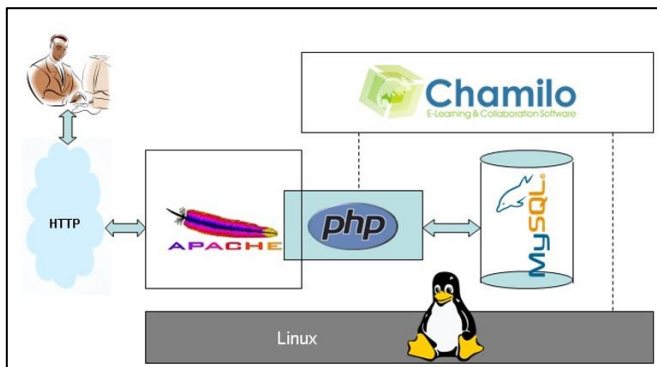 Chamilo
E-Learning & Collaboration Software
HTTP
APACHE
php
MySQL®
Linux